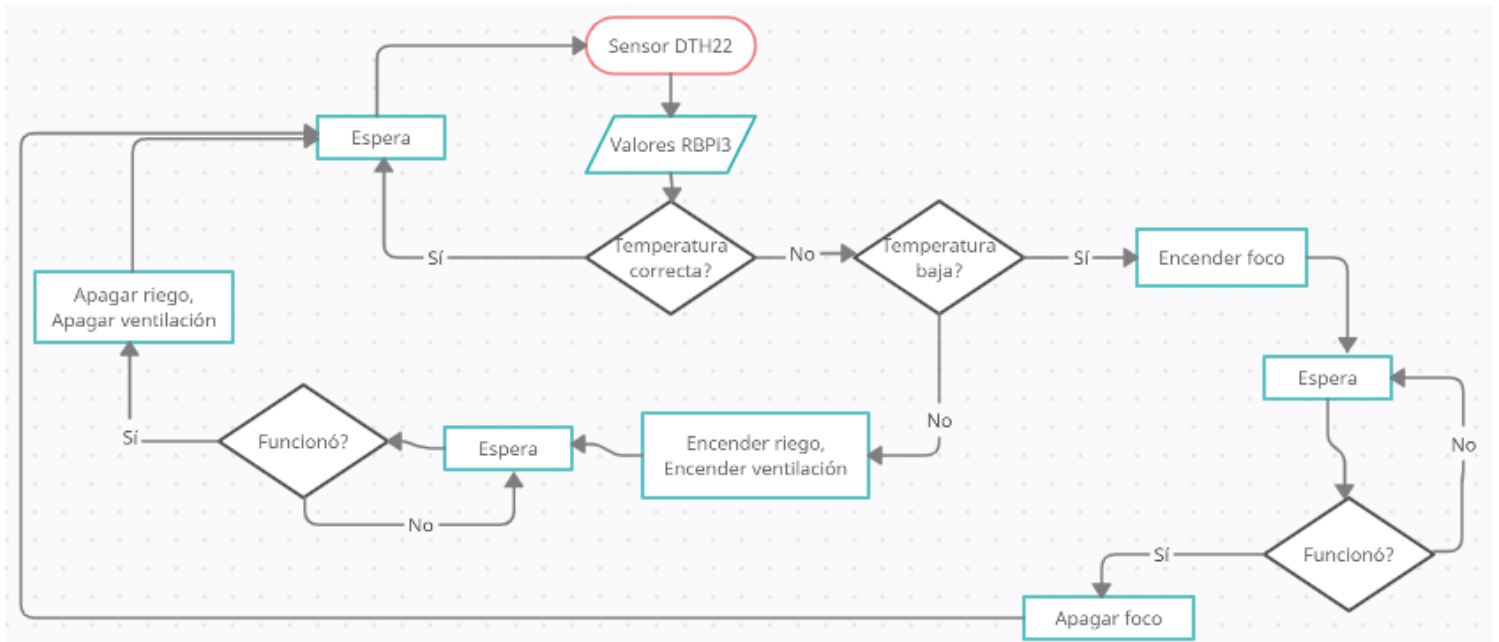 Sensor DTH22
Espera
Valores RBPI3
Temperatura
correcta?
Sí
No
Temperatura
baja?
Sí
Encender foco
Apagar riego,
Apagar ventilación
Espera
No
No
Encender riego,
Encender ventilación
Espera
Funcionó?
Sí
No
Funcionó?
Sí
Apagar foco